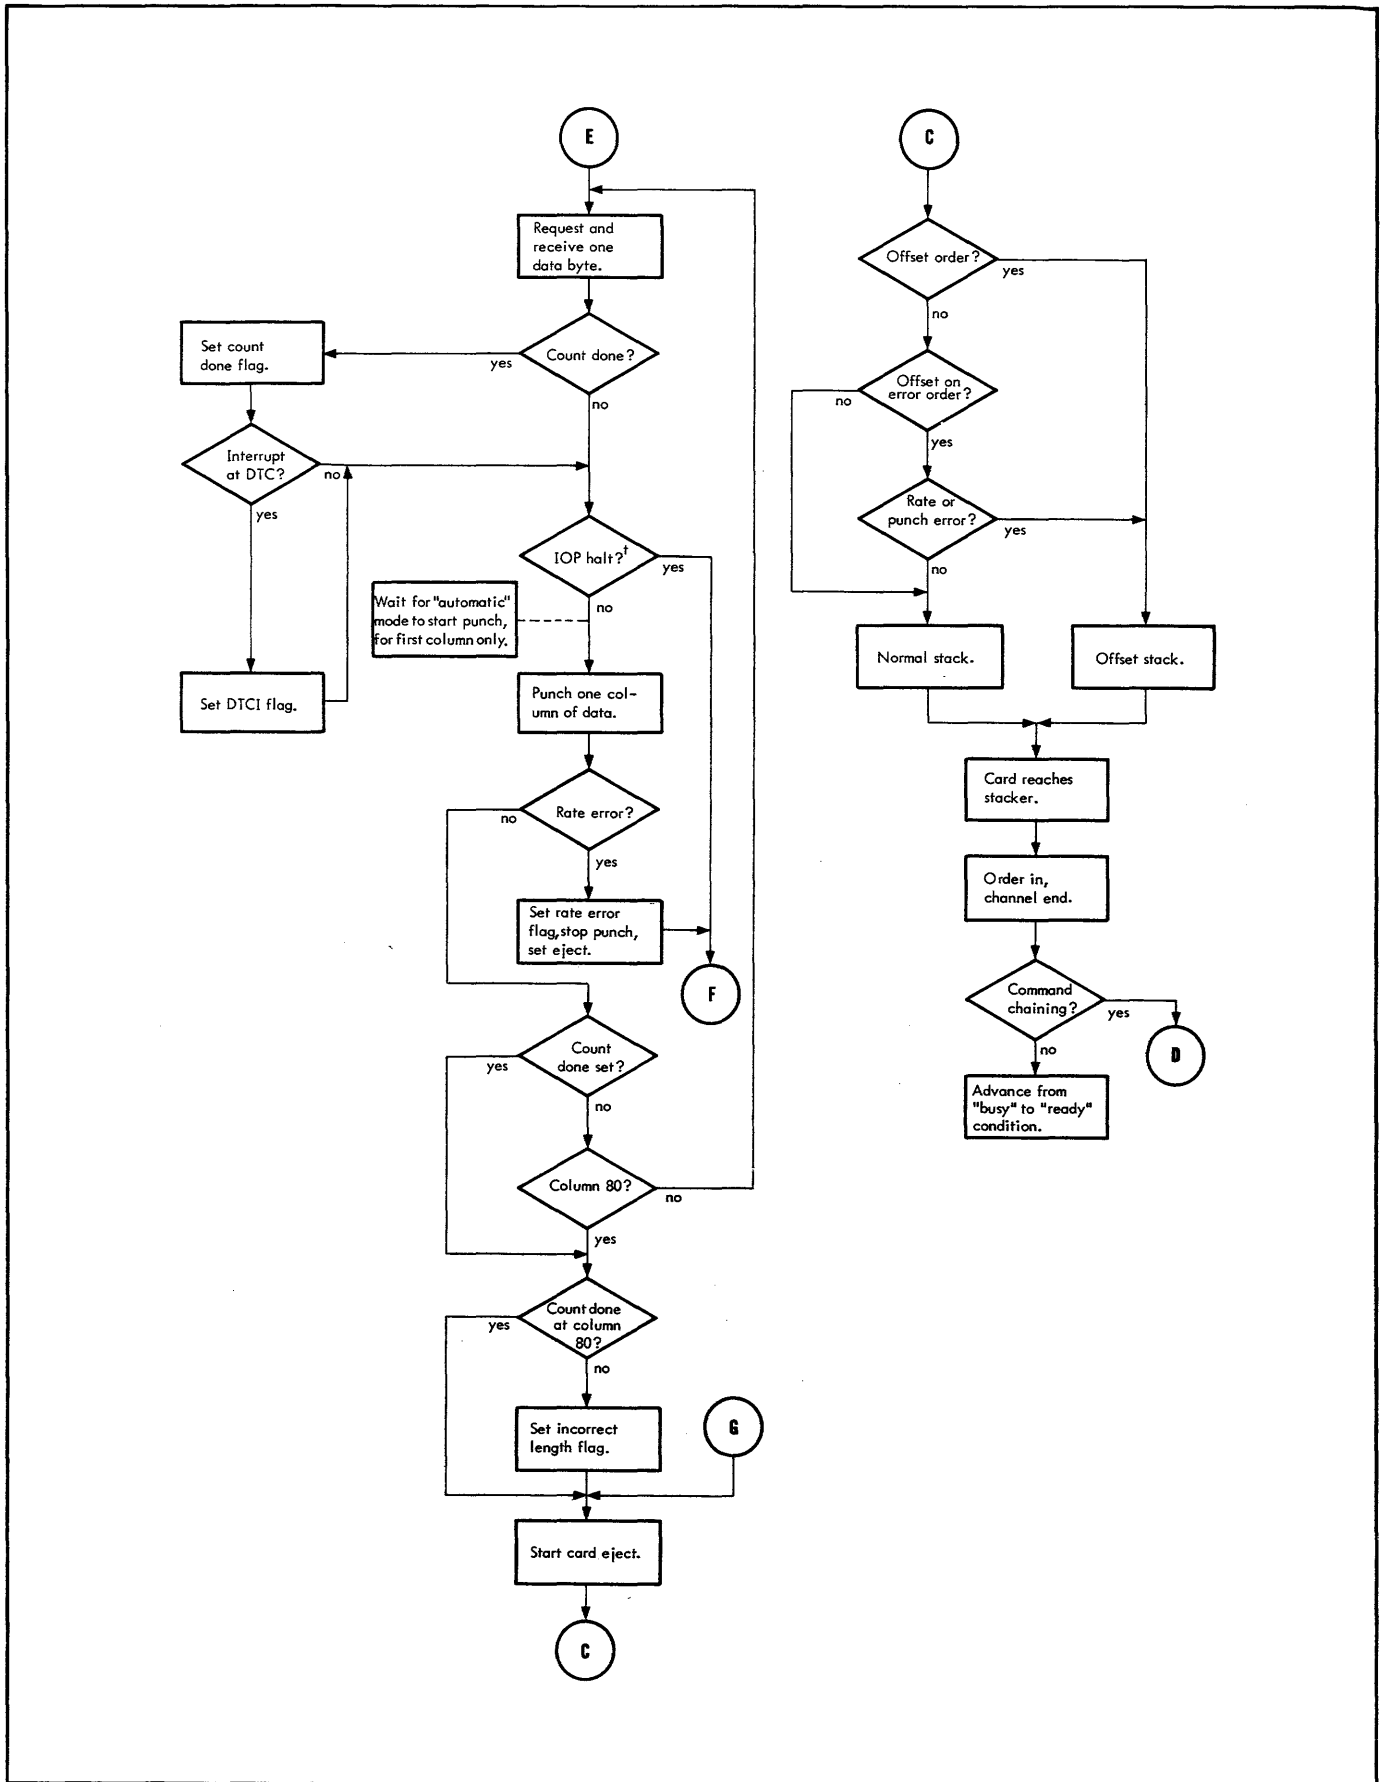 E
Request and
receive one
data byte.
Count done?
yes
no
Set count
done flag.
Interrupt
at DTC?
no
yes
Set DTCI flag.
IOP halt?†
yes
no
Wait for "automatic"
mode to start punch,
for first column only.
Punch one col-
umn of data.
Rate error?
no
yes
Set rate error
flag, stop punch,
set eject.
F
Count
done set?
yes
no
Column 80?
no
yes
Count done
at column
80?
yes
no
Set incorrect
length flag.
G
Start card eject.
C
C
Offset order?
yes
no
Offset on
error order?
no
yes
Rate or
punch error?
yes
no
Normal stack.
Offset stack.
Card reaches
stacker.
Order in,
channel end.
Command
chaining?
yes
no
D
Advance from
"busy" to "ready"
condition.